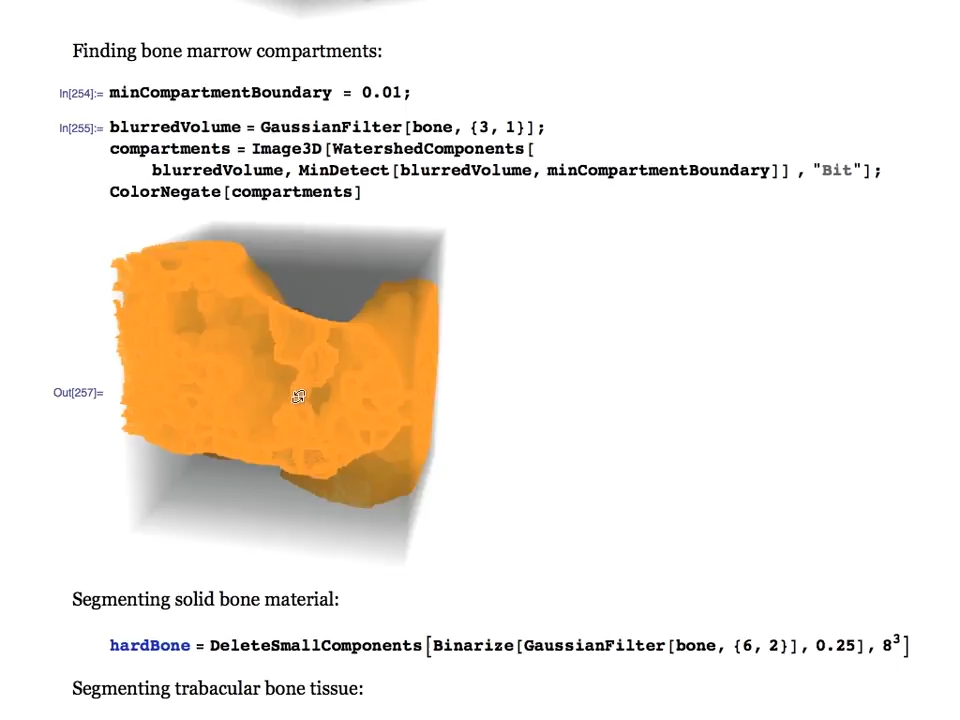 Finding bone marrow compartments:
In[254]:= minCompartmentBoundary = 0.01;
In[255]:= blurredVolume = GaussianFilter[bone, {3, 1}];
compartments = Image3D[WatershedComponents[
blurredVolume, MinDetect[blurredVolume, minCompartmentBoundary]] , "Bit"];
ColorNegate[compartments]
Out[257]=
Segmenting solid bone material:
hardBone = DeleteSmallComponents[Binarize[GaussianFilter[bone, {6, 2}], 0.25], 8³]
Segmenting trabacular bone tissue: